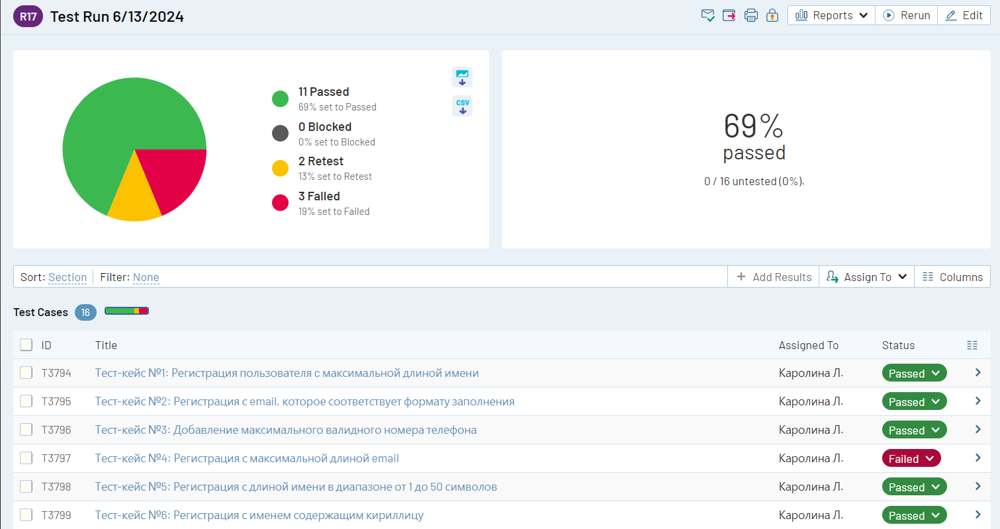 R17 Test Run 6/13/2024
Reports Rerun Edit
11 Passed
69% set to Passed
0 Blocked
0% set to Blocked
2 Retest
13% set to Retest
3 Failed
19% set to Failed
CSV
69%
passed
0 / 16 untested (0%).
Sort: Section Filter: None + Add Results Assign To Columns
Test Cases 16
ID Title Assigned To Status
T3794 Тест-кейс №1: Регистрация пользователя с максимальной длиной имени Каролина Л. Passed
T3795 Тест-кейс №2: Регистрация с email, которое соответствует формату заполнения Каролина Л. Passed
T3796 Тест-кейс №3: Добавление максимального валидного номера телефона Каролина Л. Passed
T3797 Тест-кейс №4: Регистрация с максимальной длиной email Каролина Л. Failed
T3798 Тест-кейс №5: Регистрация с длиной имени в диапазоне от 1 до 50 символов Каролина Л. Passed
T3799 Тест-кейс №6: Регистрация с именем содержащим кириллицу Каролина Л. Passed